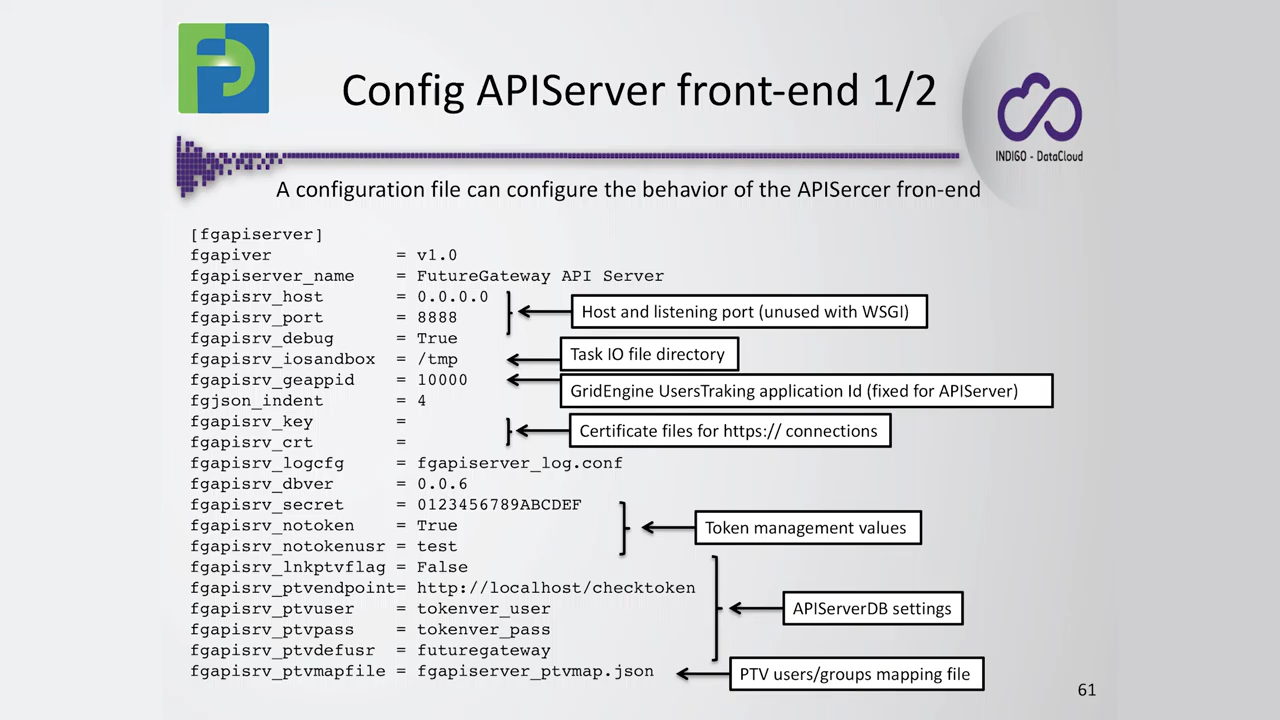 Config APIServer front-end 1/2
INDIGO - DataCloud
A configuration file can configure the behavior of the APISercer fron-end
[fgapiserver]
fgapiver = v1.0
fgapiserver_name = FutureGateway API Server
fgapisrv_host = 0.0.0.0
fgapisrv_port = 8888
Host and listening port (unused with WSGI)
fgapisrv_debug = True
fgapisrv_iosandbox = /tmp
Task IO file directory
fgapisrv_geappid = 10000
GridEngine UsersTraking application Id (fixed for APIServer)
fgjson_indent = 4
fgapisrv_key =
fgapisrv_crt =
Certificate files for https:// connections
fgapisrv_logcfg = fgapiserver_log.conf
fgapisrv_dbver = 0.0.6
fgapisrv_secret = 0123456789ABCDEF
fgapisrv_notoken = True
Token management values
fgapisrv_notokenusr = test
fgapisrv_lnkptvflag = False
fgapisrv_ptvendpoint= http://localhost/checktoken
fgapisrv_ptvuser = tokenver_user
APIServerDB settings
fgapisrv_ptvpass = tokenver_pass
fgapisrv_ptvdefusr = futuregateway
fgapisrv_ptvmapfile = fgapiserver_ptvmap.json
PTV users/groups mapping file
61